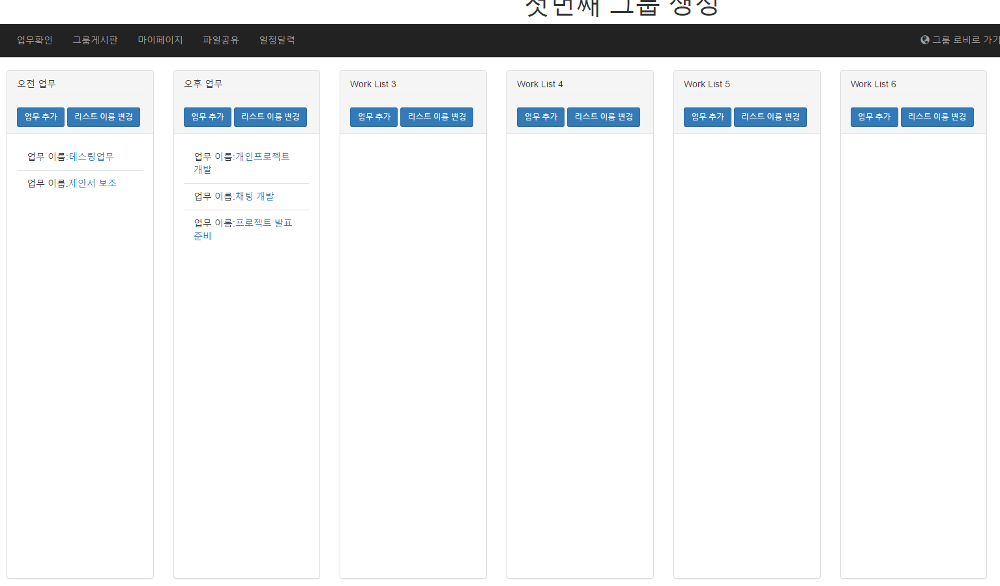 첫번째 그룹 생성
업무확인 그룹게시판 마이페이지 파일공유 일정달력 그룹 로비로 가기
오전 업무
업무 추가 리스트 이름 변경
업무 이름:테스팅업무
업무 이름:제안서 보조
오후 업무
업무 추가 리스트 이름 변경
업무 이름:개인프로젝트
개발
업무 이름:채팅 개발
업무 이름:프로젝트 발표
준비
Work List 3
업무 추가 리스트 이름 변경
Work List 4
업무 추가 리스트 이름 변경
Work List 5
업무 추가 리스트 이름 변경
Work List 6
업무 추가 리스트 이름 변경